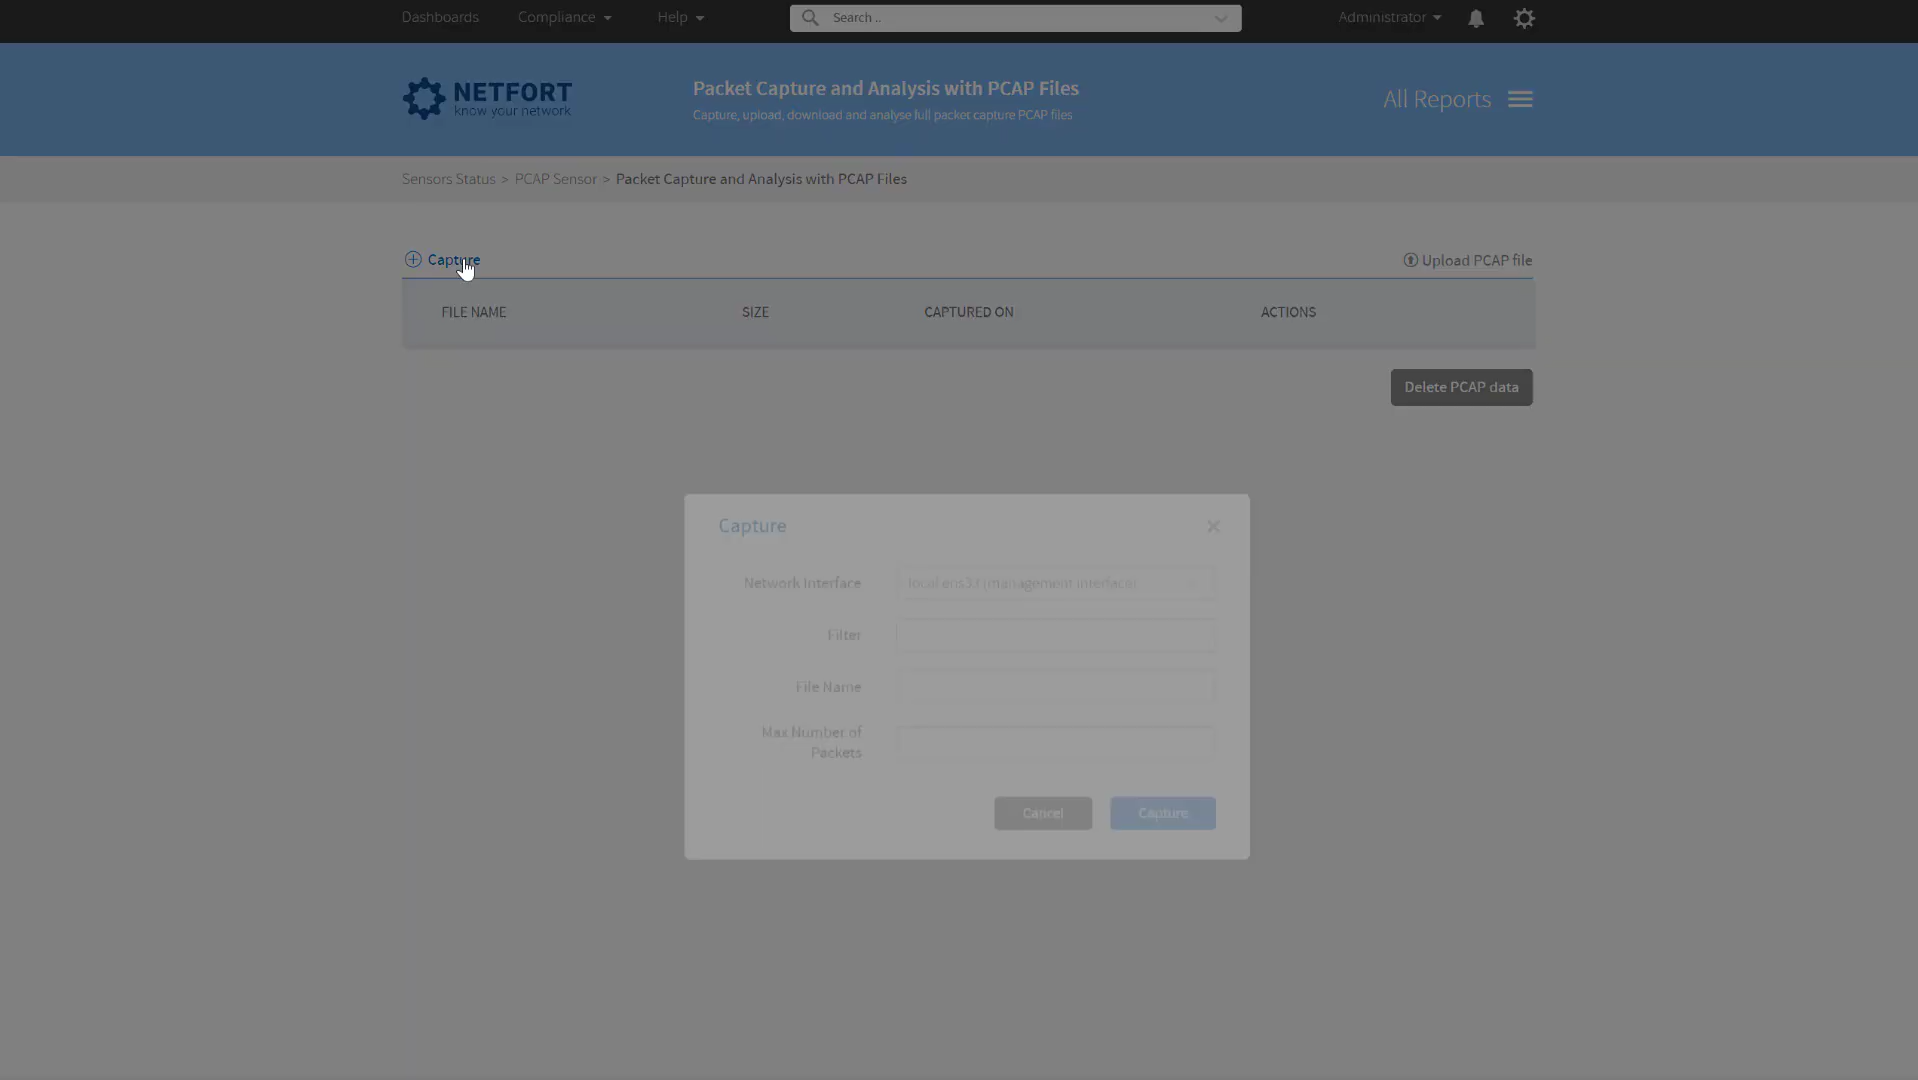 Dashboards Compliance Help Search .. Administrator
NETFORT
know your network
Packet Capture and Analysis with PCAP Files
Capture, upload, download and analyse full packet capture PCAP files
All Reports
Sensors Status > PCAP Sensor > Packet Capture and Analysis with PCAP Files
Capture Upload PCAP file
FILE NAME SIZE CAPTURED ON ACTIONS
Delete PCAP data
Capture
Network Interface local ens33 (management interface)
Filter
File Name
Max Number of
Packets
Cancel Capture